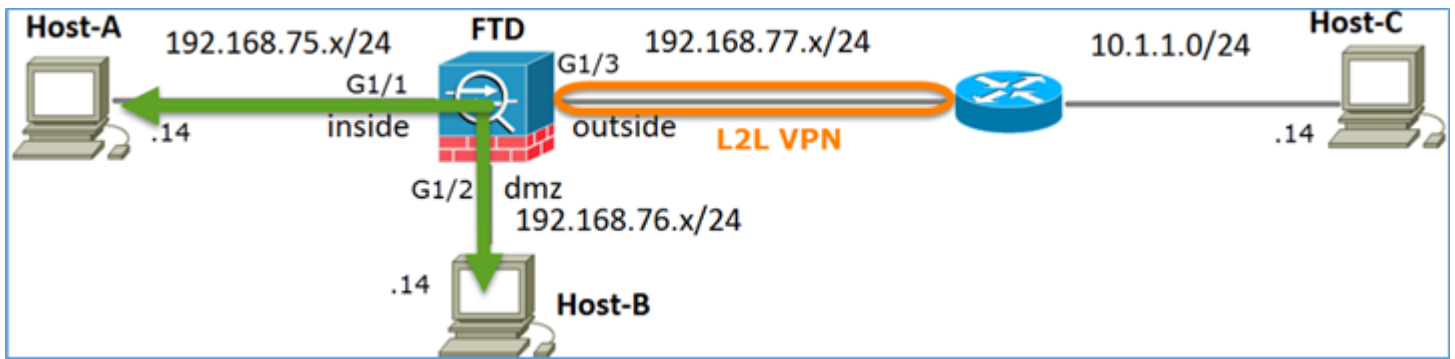 Host-A
192.168.75.x/24
FTD
192.168.77.x/24
10.1.1.0/24
Host-C
G1/1
G1/3
inside
outside
L2L VPN
.14
.14
G1/2
dmz
192.168.76.x/24
.14
Host-B